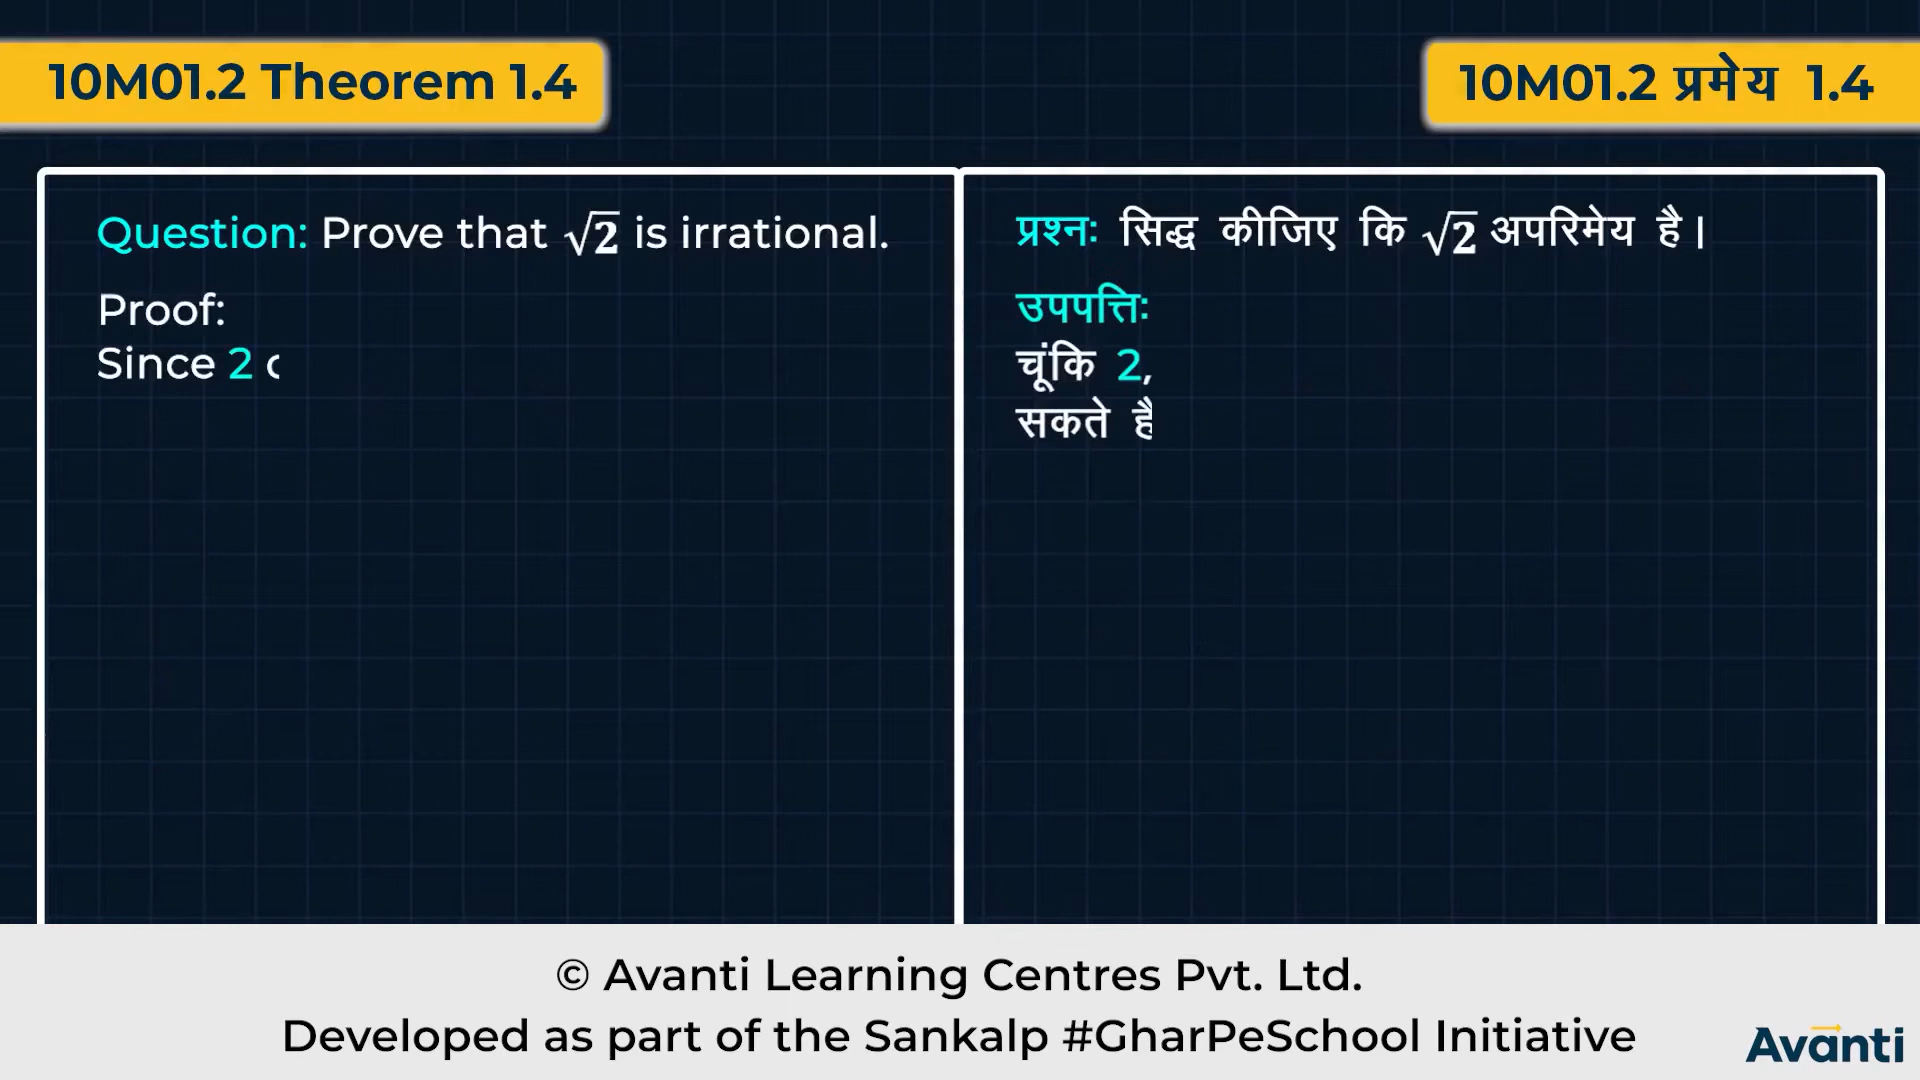 10M01.2 Theorem 1.4
10M01.2 प्रमेय 1.4
Question: Prove that √2 is irrational.
Proof:
Since 2
प्रश्नः सिद्ध कीजिए कि √2 अपरिमेय है।
उपपत्तिः
चूंकि 2,
सकते है
© Avanti Learning Centres Pvt. Ltd.
Developed as part of the Sankalp #GharPeSchool Initiative
Avanti